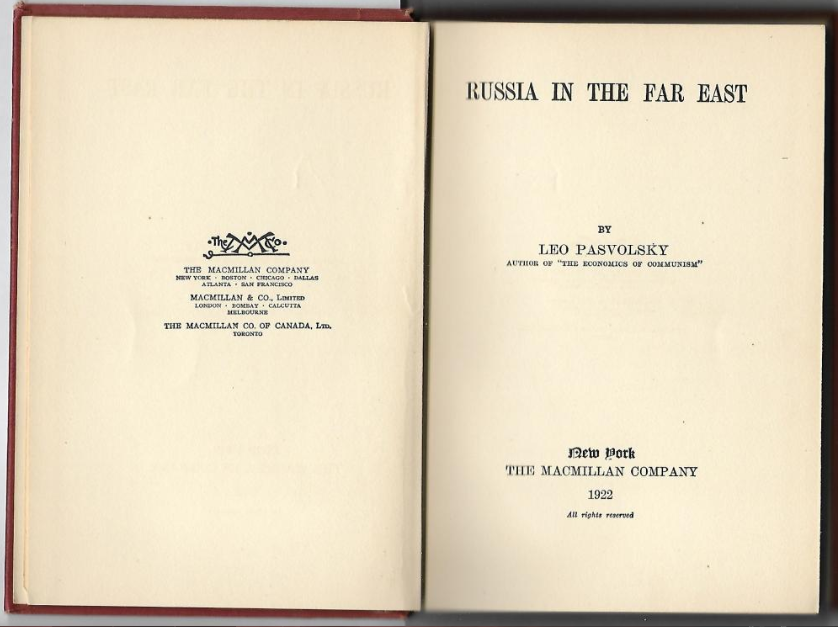 The M M Co.
THE MACMILLAN COMPANY
NEW YORK · BOSTON · CHICAGO · DALLAS
ATLANTA · SAN FRANCISCO
MACMILLAN & CO., LIMITED
LONDON · BOMBAY · CALCUTTA
MELBOURNE
THE MACMILLAN CO. OF CANADA, LTD.
TORONTO
RUSSIA IN THE FAR EAST
BY
LEO PASVOLSKY
AUTHOR OF "THE ECONOMICS OF COMMUNISM"
New York
THE MACMILLAN COMPANY
1922
All rights reserved